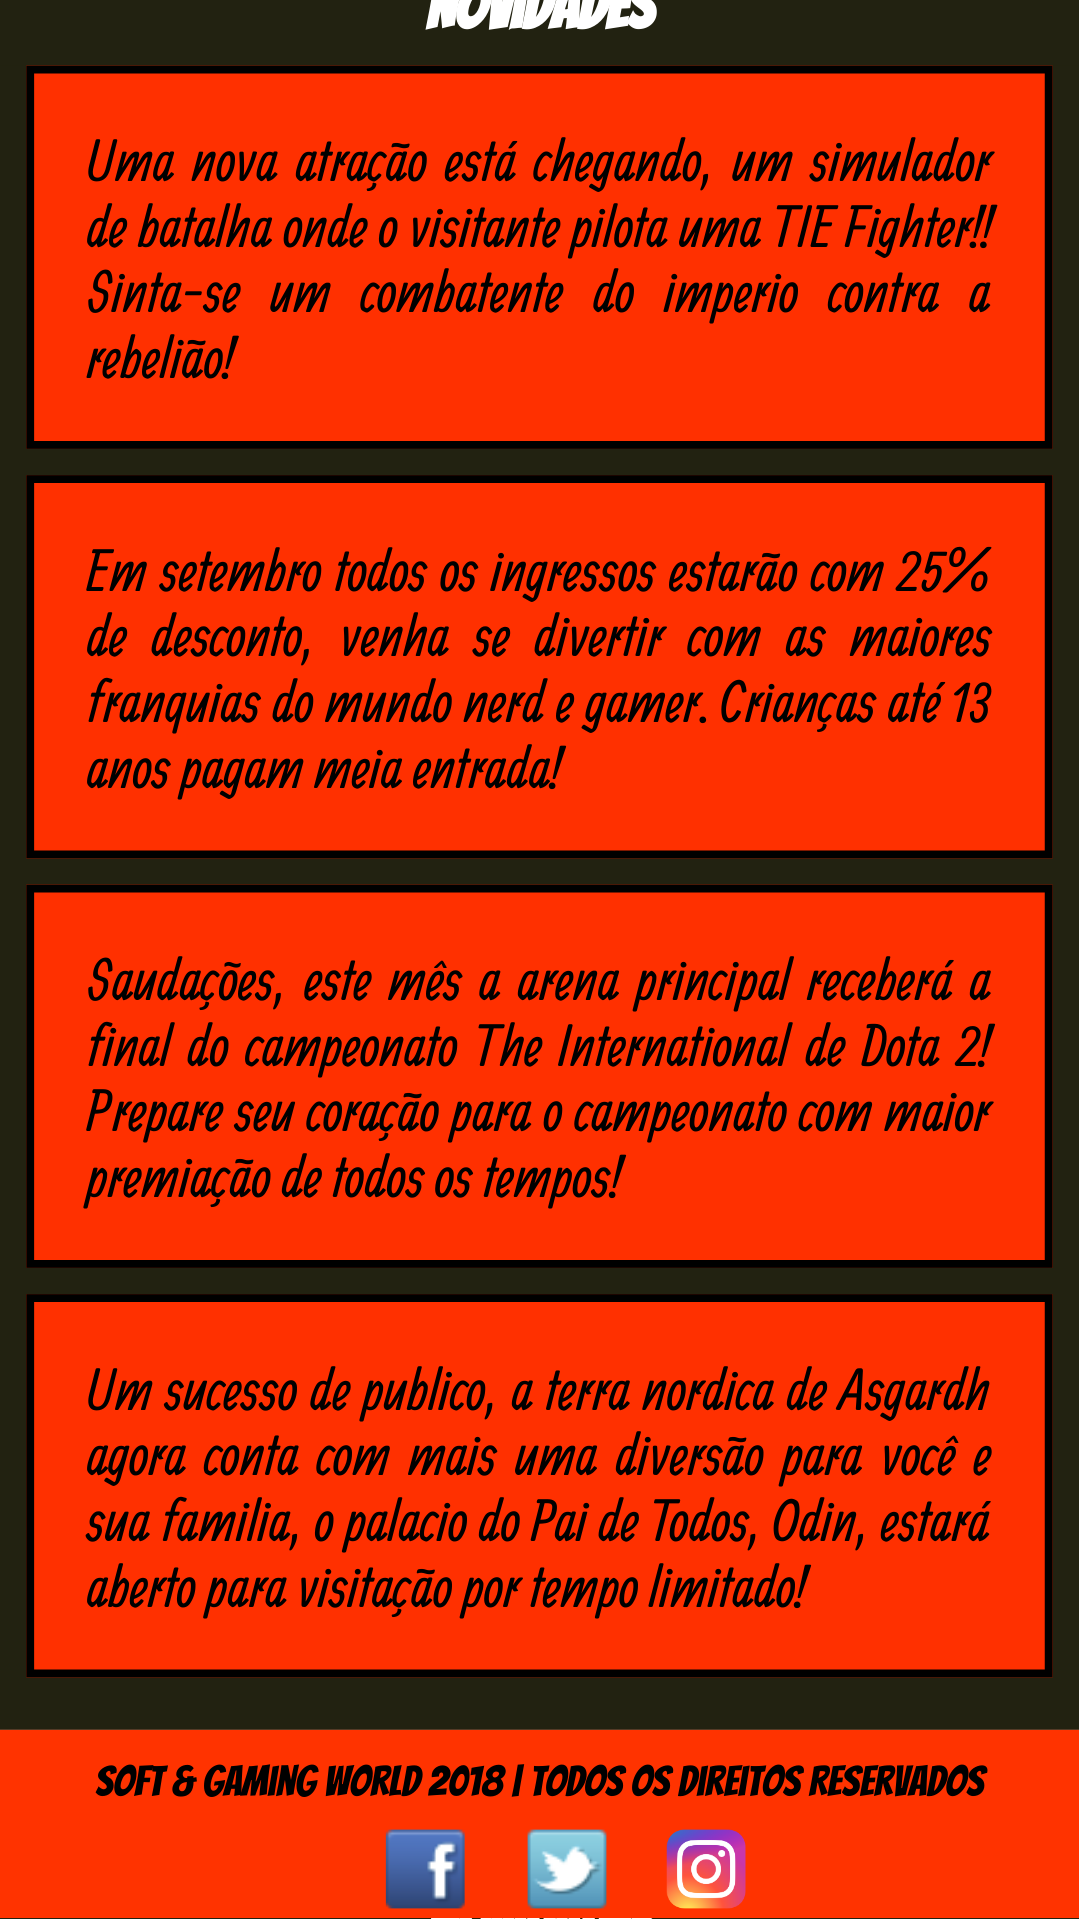 NOVIDADES
Uma nova atração está chegando, um simulador
de batalha onde o visitante pilota uma TIE Fighter!!
Sinta-se um combatente do imperio contra a
rebelião!
Em setembro todos os ingressos estarão com 25%
de desconto, venha se divertir com as maiores
franquias do mundo nerd e gamer. Crianças até 13
anos pagam meia entrada!
Saudações, este mês a arena principal receberá a
final do campeonato The International de Dota 2!
Prepare seu coração para o campeonato com maior
premiação de todos os tempos!
Um sucesso de publico, a terra nordica de Asgardh
agora conta com mais uma diversão para você e
sua familia, o palacio do Pai de Todos, Odin, estará
aberto para visitação por tempo limitado!
SOFT & GAMING WORLD 2018 | TODOS OS DIREITOS RESERVADOS